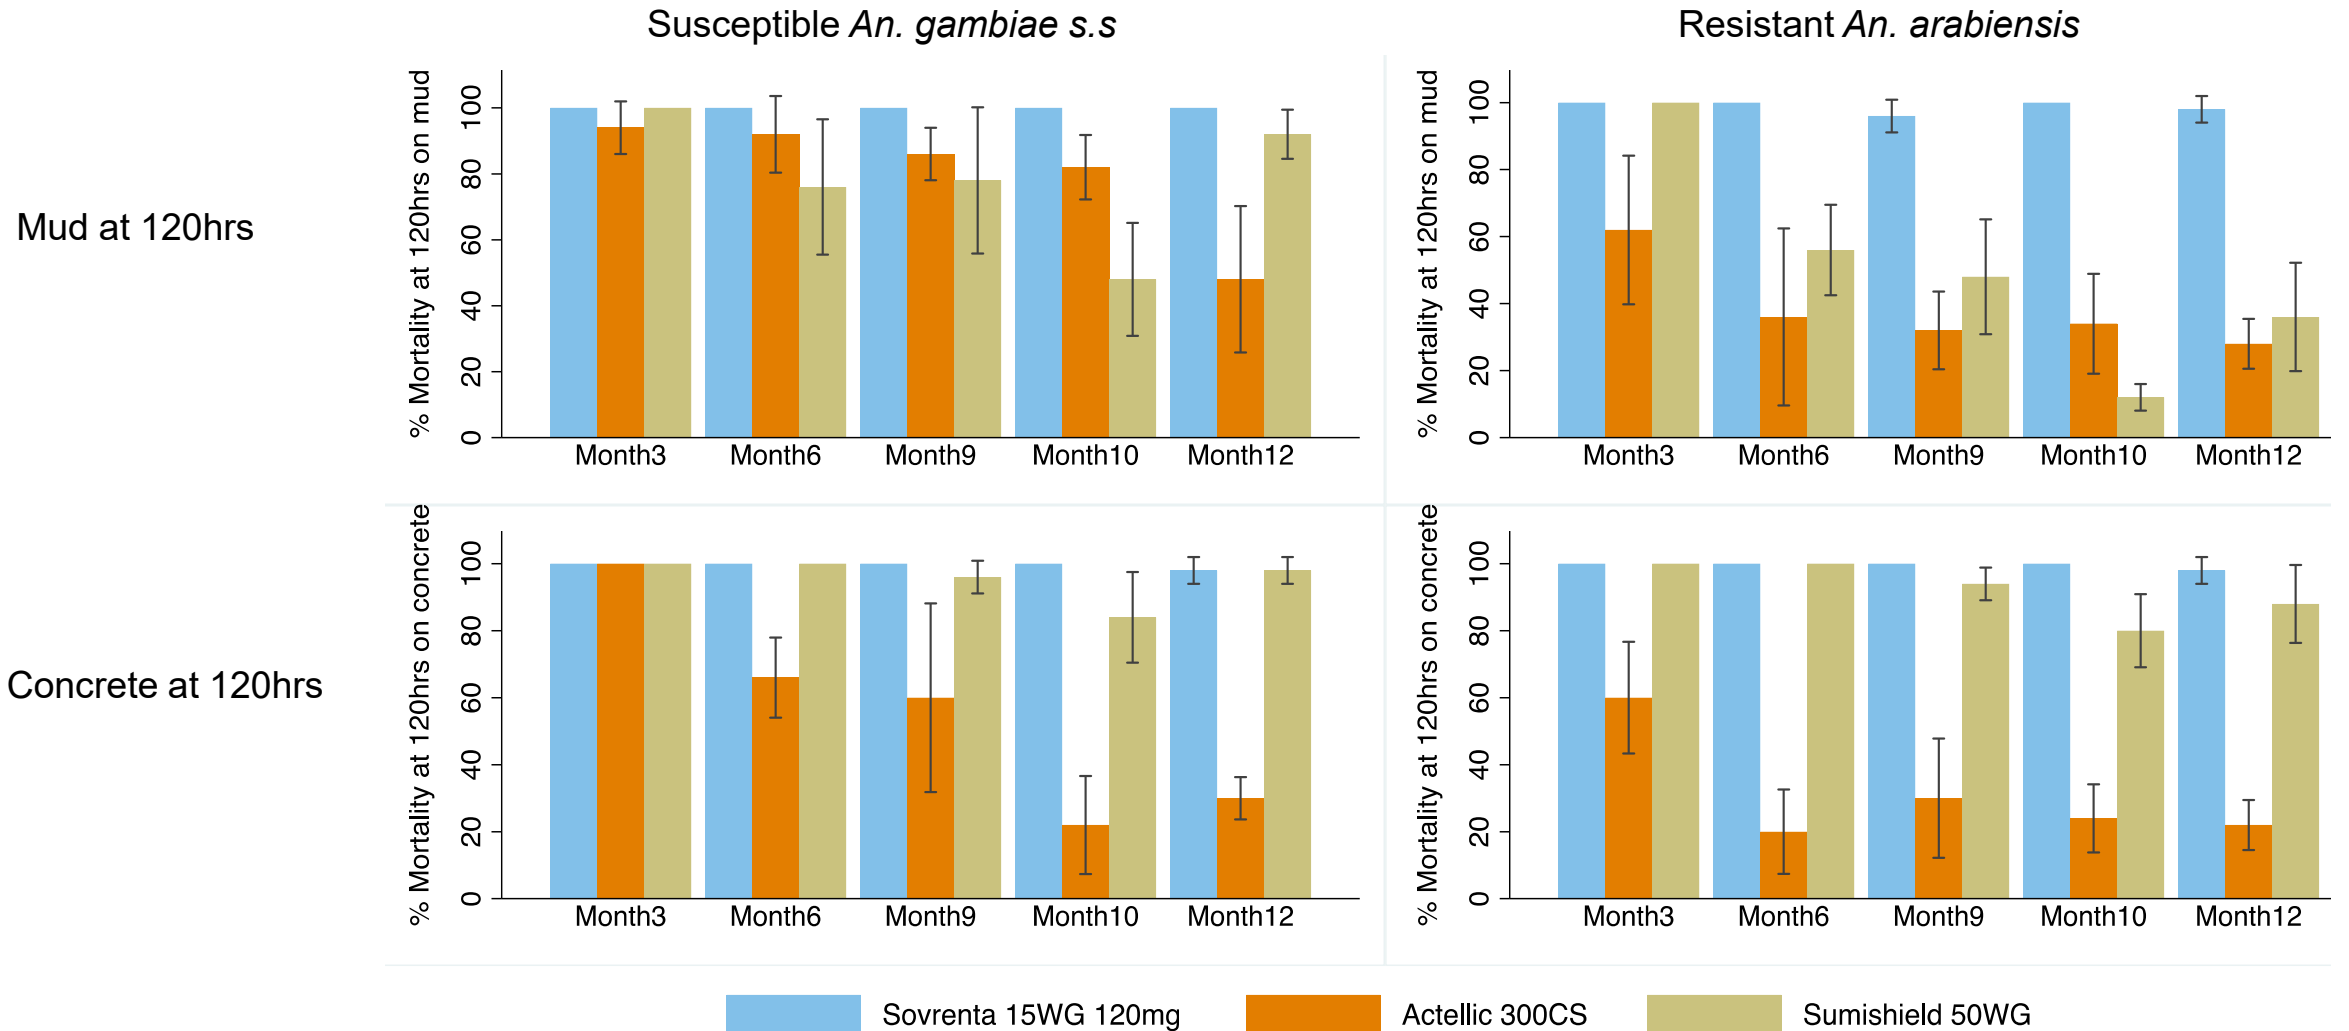 Susceptible An. gambiae s.s
Resistant An. arabiensis
Mud at 120hrs
% Mortality at 120hrs on mud
100
80
60
40
20
0
Month3 Month6 Month9 Month10 Month12
% Mortality at 120hrs on mud
100
80
60
40
20
0
Month3 Month6 Month9 Month10 Month12
Concrete at 120hrs
% Mortality at 120hrs on concrete
100
80
60
40
20
0
Month3 Month6 Month9 Month10 Month12
% Mortality at 120hrs on concrete
100
80
60
40
20
0
Month3 Month6 Month9 Month10 Month12
Sovrenta 15WG 120mg Actellic 300CS Sumishield 50WG